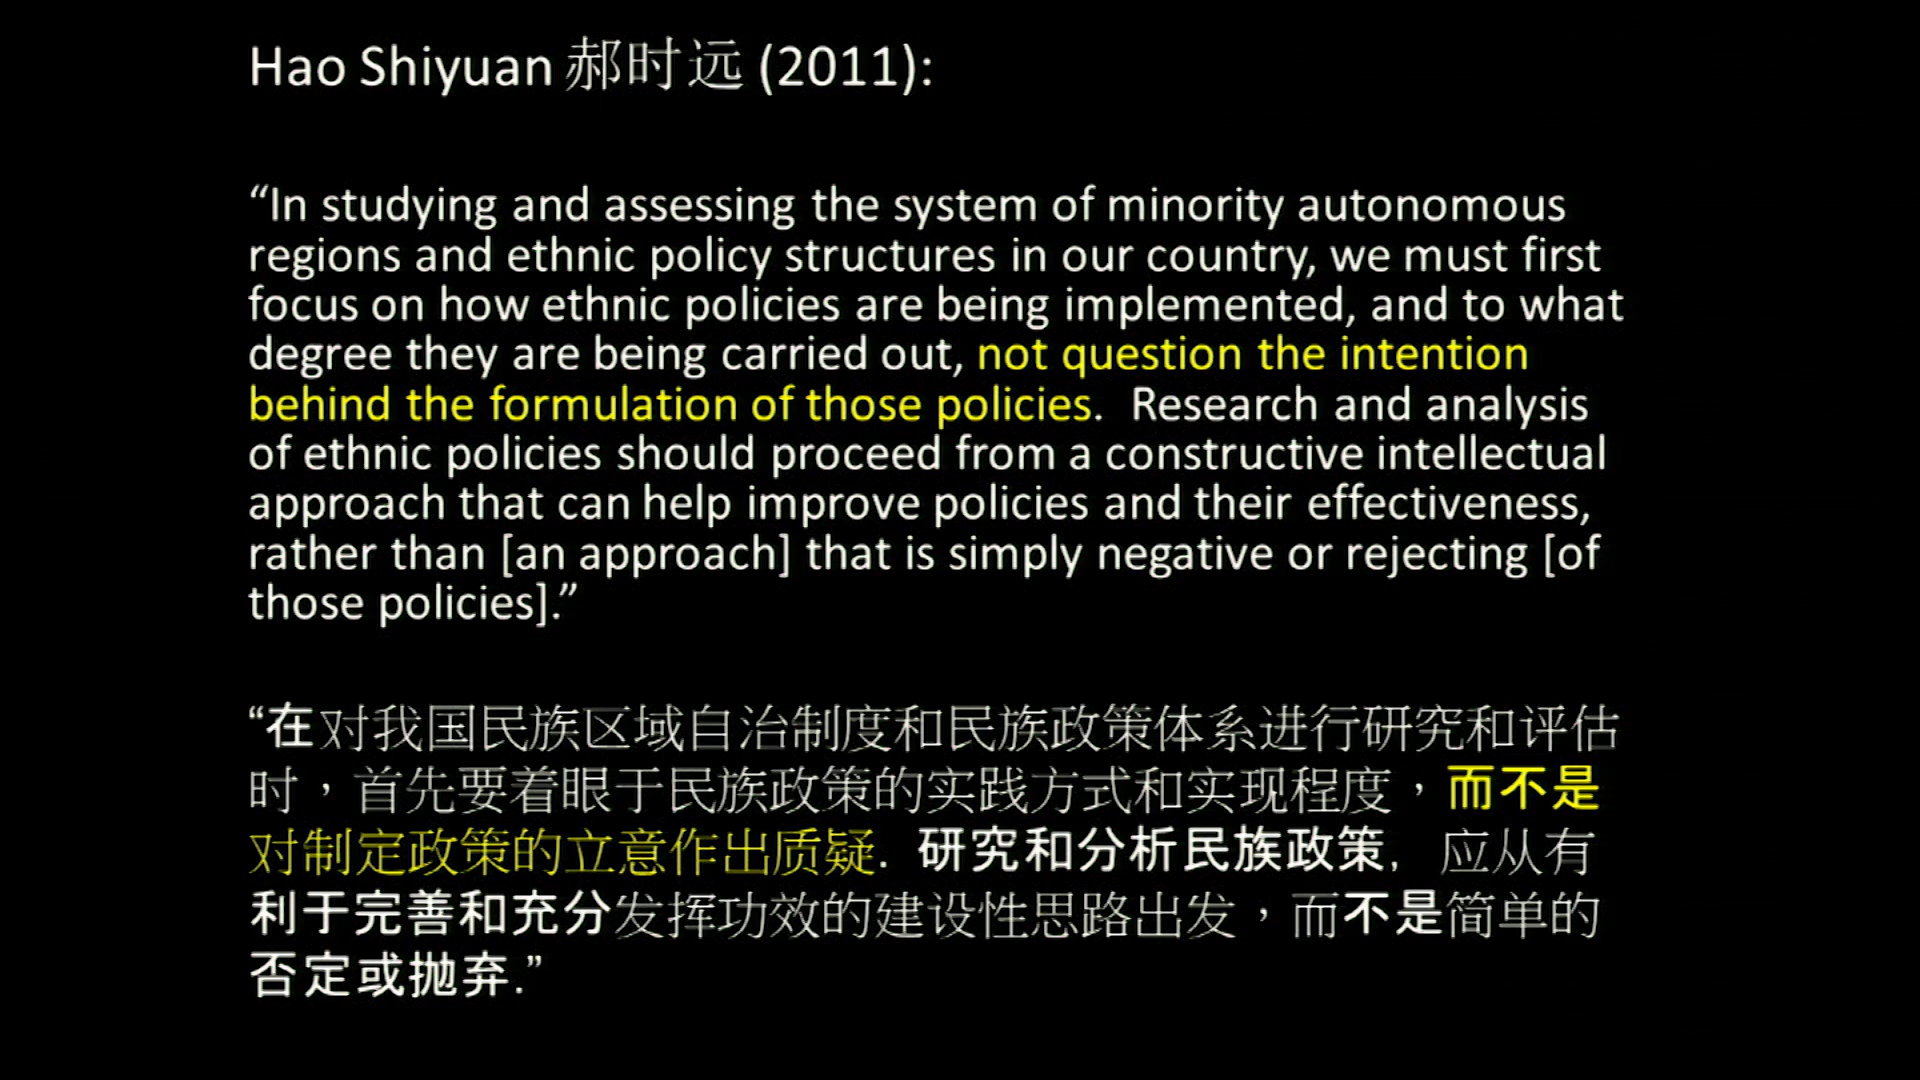 Hao Shiyuan 郝时远 (2011):
“In studying and assessing the system of minority autonomous
regions and ethnic policy structures in our country, we must first
focus on how ethnic policies are being implemented, and to what
degree they are being carried out, not question the intention
behind the formulation of those policies.  Research and analysis
of ethnic policies should proceed from a constructive intellectual
approach that can help improve policies and their effectiveness,
rather than [an approach] that is simply negative or rejecting [of
those policies].”
“在对我国民族区域自治制度和民族政策体系进行研究和评估
时，首先要着眼于民族政策的实践方式和实现程度，而不是
对制定政策的立意作出质疑. 研究和分析民族政策, 应从有
利于完善和充分发挥功效的建设性思路出发，而不是简单的
否定或抛弃.”